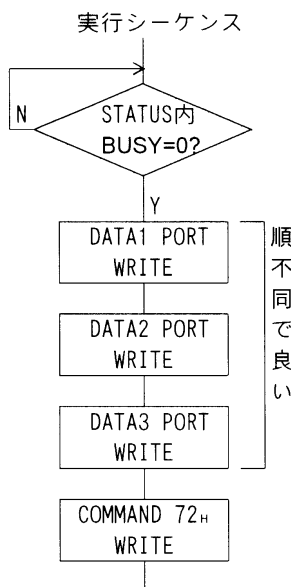 実行シーケンス
N
STATUS内
BUSY=0?
Y
DATA1 PORT
WRITE
DATA2 PORT
WRITE
DATA3 PORT
WRITE
順不同で良い
COMMAND 72H
WRITE